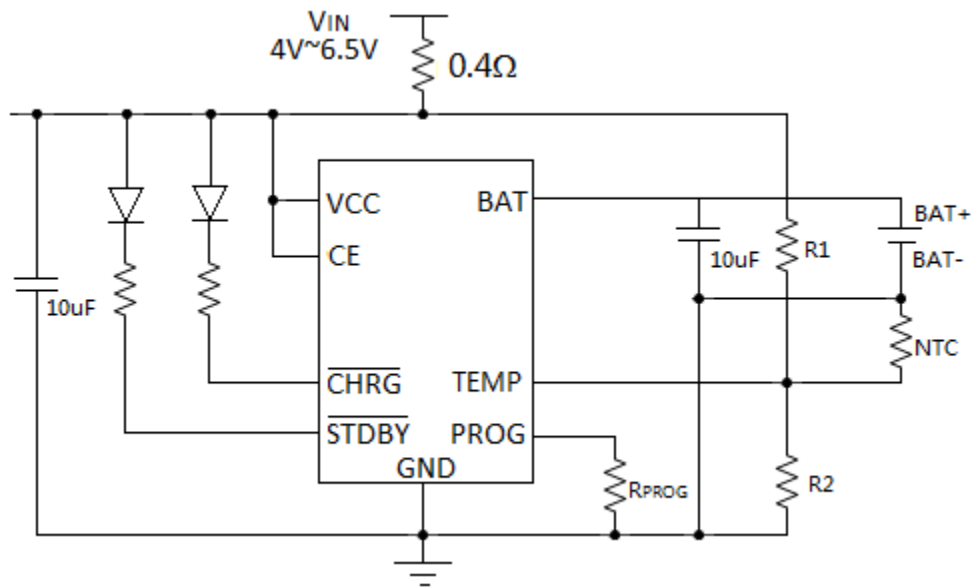 VIN
4V~6.5V
0.4Ω
VCC
BAT
BAT+
CE
10uF
R1
BAT-
10uF
NTC
CHRG
TEMP
STDBY
PROG
GND
RPROG
R2